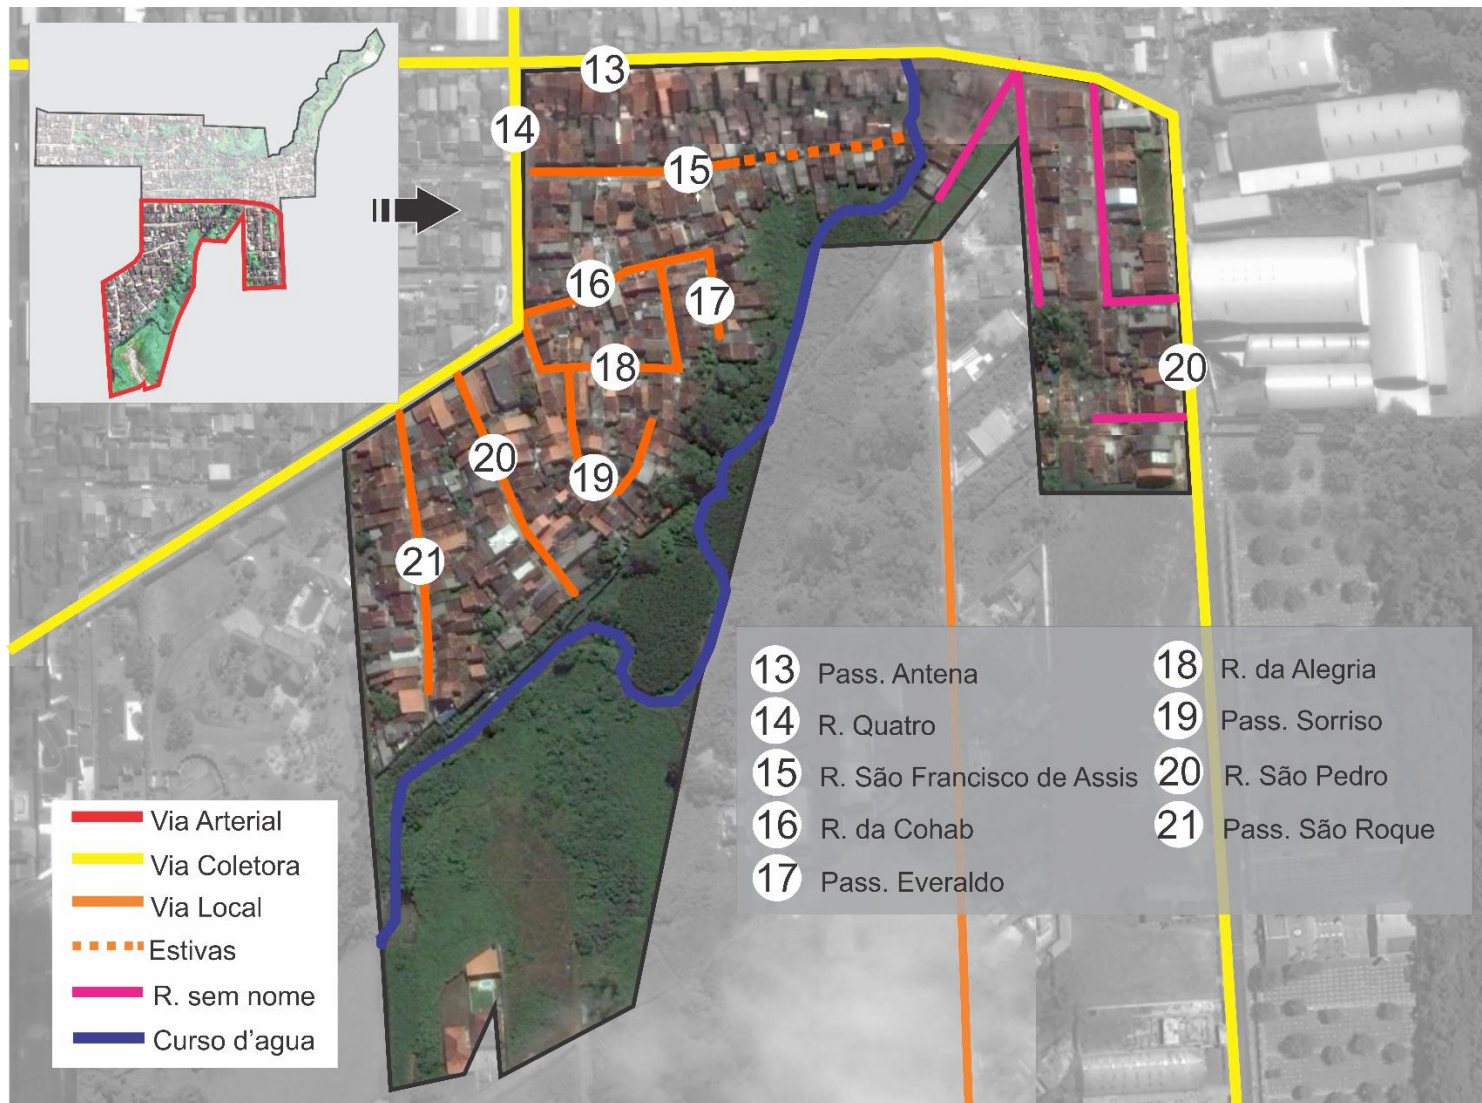 13
14
15
16
17
18
20
20
19
21
13 Pass. Antena
14 R. Quatro
15 R. São Francisco de Assis
16 R. da Cohab
17 Pass. Everaldo
18 R. da Alegria
19 Pass. Sorriso
20 R. São Pedro
21 Pass. São Roque
Via Arterial
Via Coletora
Via Local
Estivas
R. sem nome
Curso d'agua